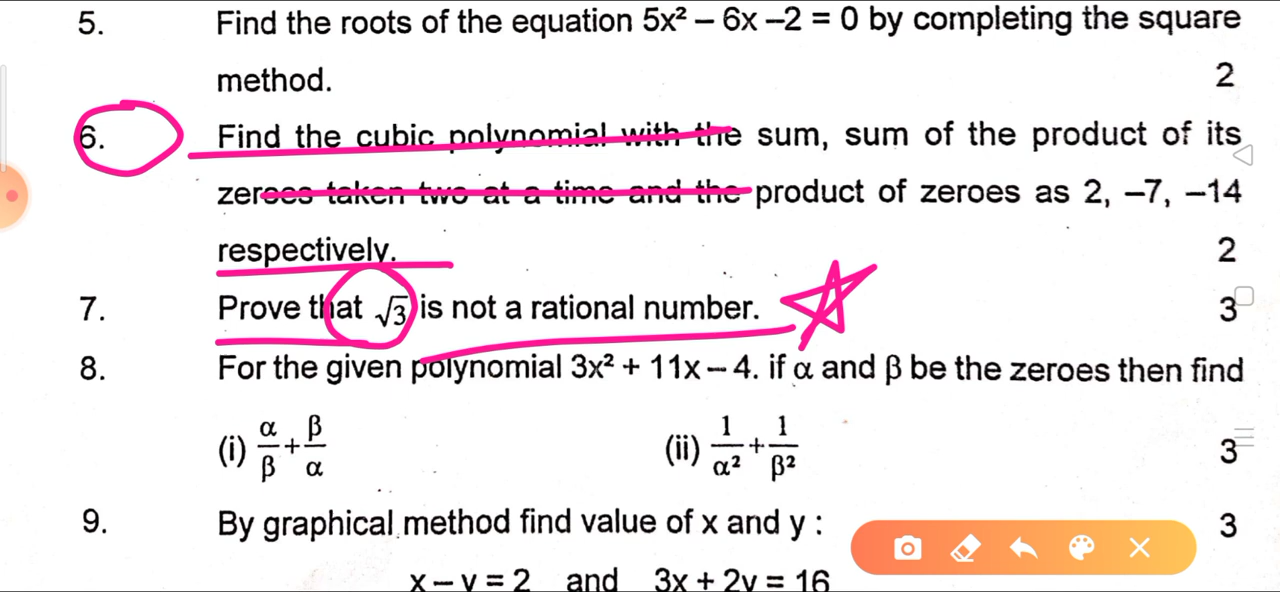 5. Find the roots of the equation 5x² – 6x –2 = 0 by completing the square
method. 2
6. Find the cubic polynomial with the sum, sum of the product of its
zeroes taken two at a time and the product of zeroes as 2, –7, –14
respectively. 2
7. Prove that √3 is not a rational number. 3
8. For the given polynomial 3x² + 11x – 4. if α and β be the zeroes then find
(i) α/β + β/α (ii) 1/α² + 1/β² 3
9. By graphical method find value of x and y : 3
x – y = 2 and 3x + 2y = 16